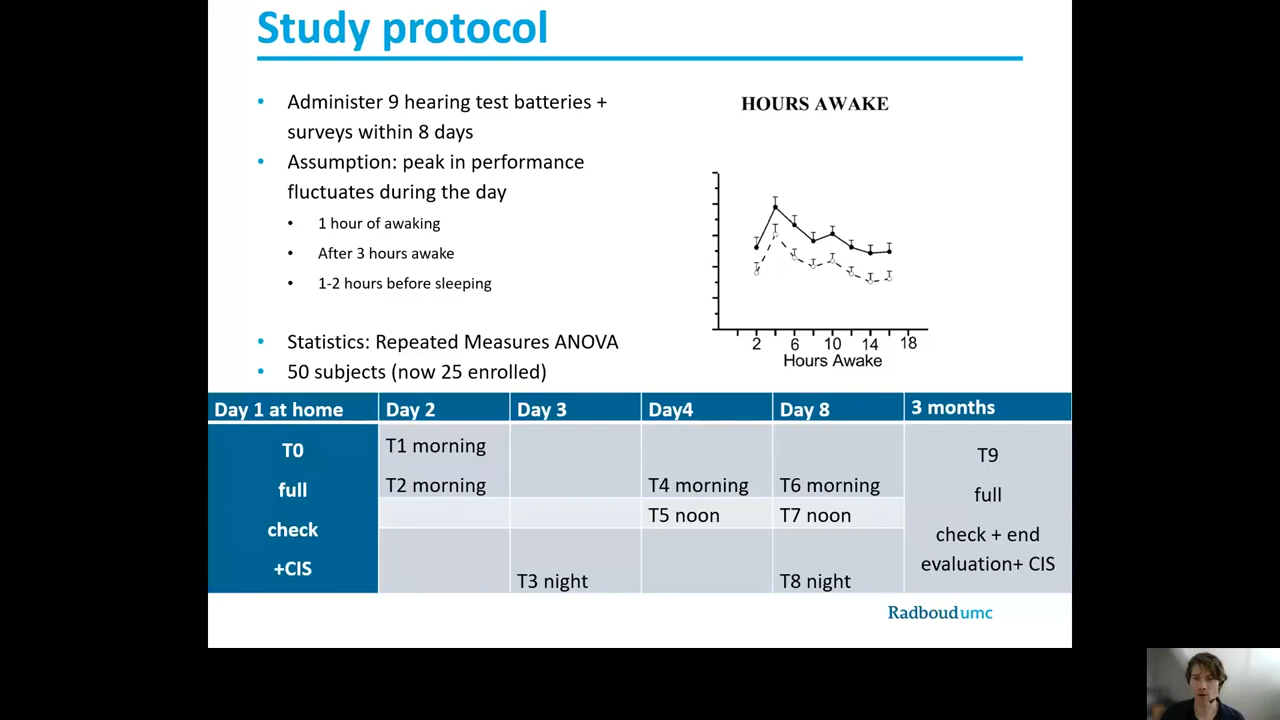 Study protocol
• Administer 9 hearing test batteries +
surveys within 8 days
• Assumption: peak in performance
fluctuates during the day
• 1 hour of awaking
• After 3 hours awake
• 1-2 hours before sleeping
• Statistics: Repeated Measures ANOVA
• 50 subjects (now 25 enrolled)
HOURS AWAKE
2 6 10 14 18
Hours Awake
Day 1 at home Day 2 Day 3 Day4 Day 8 3 months
T0
full
check
+CIS
T1 morning
T2 morning
T3 night
T4 morning
T5 noon
T6 morning
T7 noon
T8 night
T9
full
check + end
evaluation+ CIS
Radboudumc